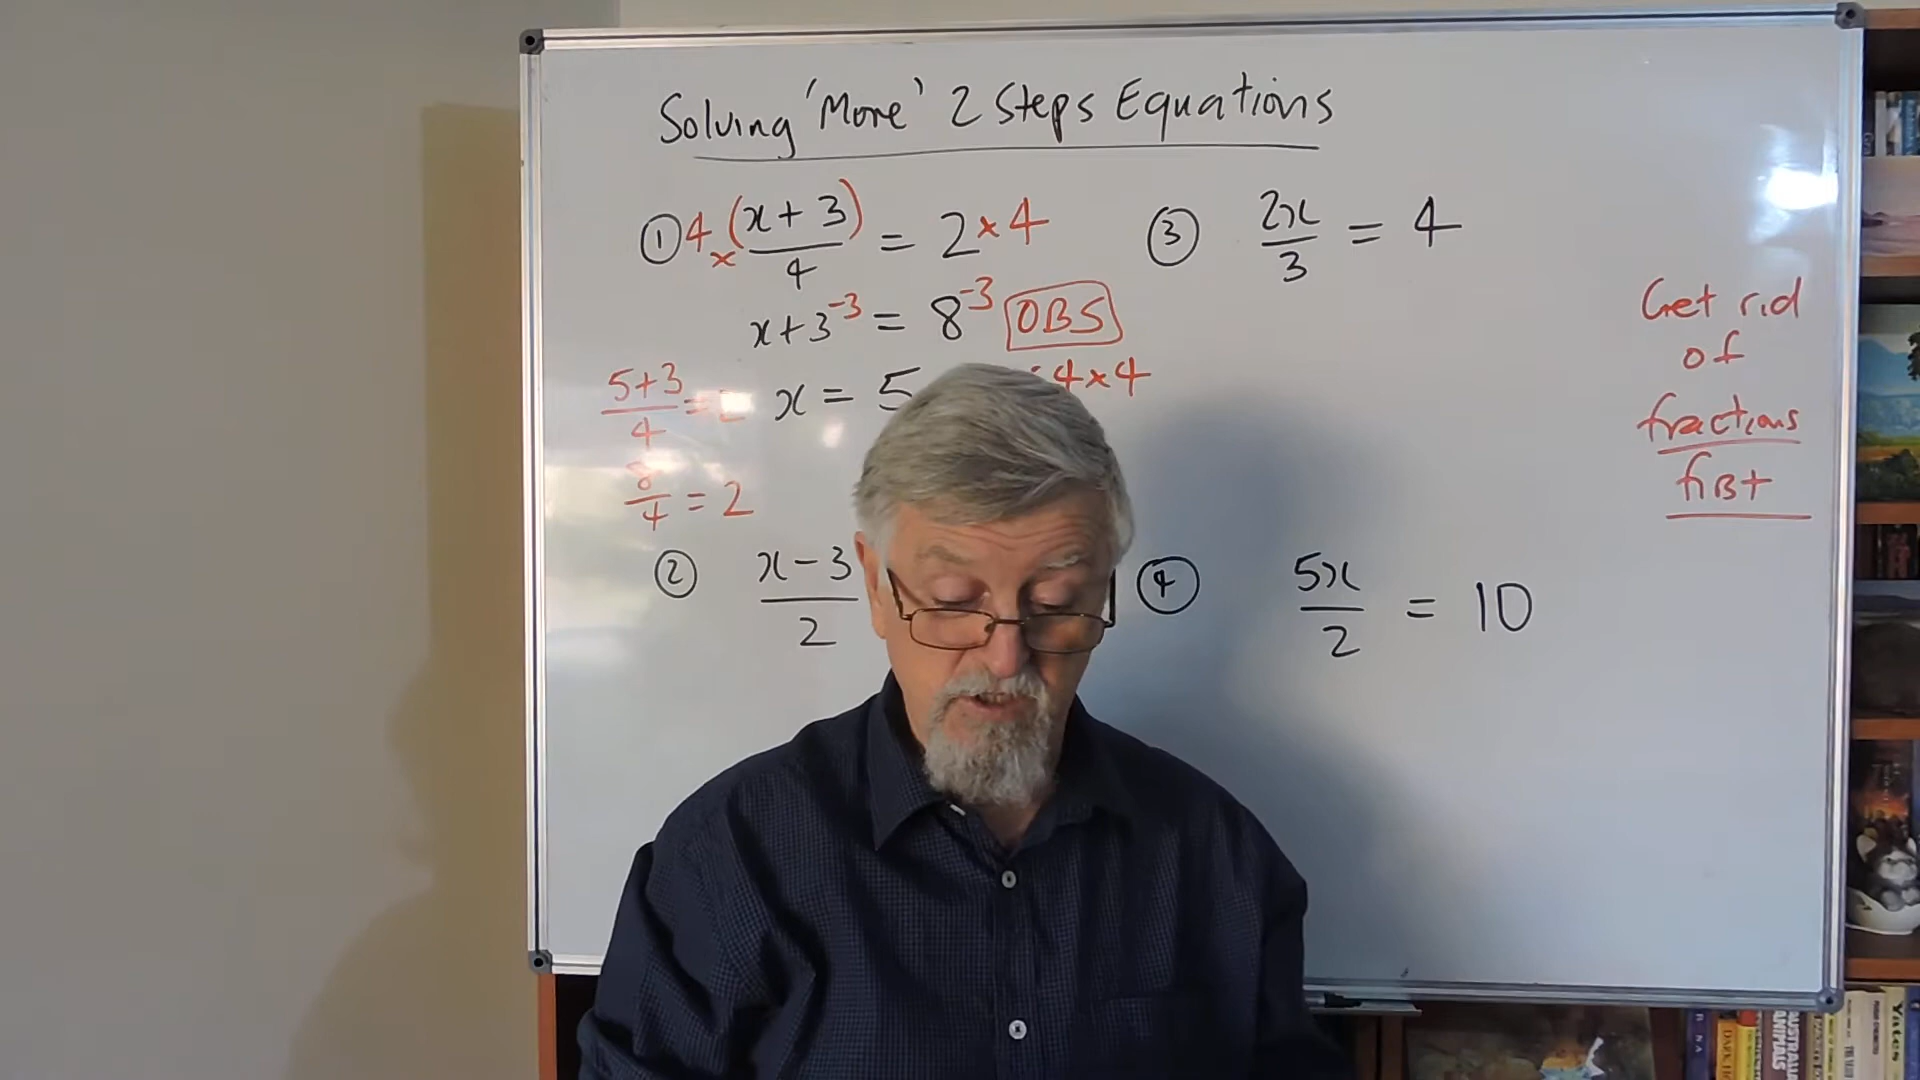 Solving 'More' 2 Steps Equations
① 4 × (x + 3) / 4 = 2 × 4
x + 3 -3 = 8 -3 OBS
x = 5
4 × 4
5 + 3 / 4 = 2
8 / 4 = 2
② x − 3 / 2
③ 2x / 3 = 4
④ 5x / 2 = 10
Get rid
of
fractions
first